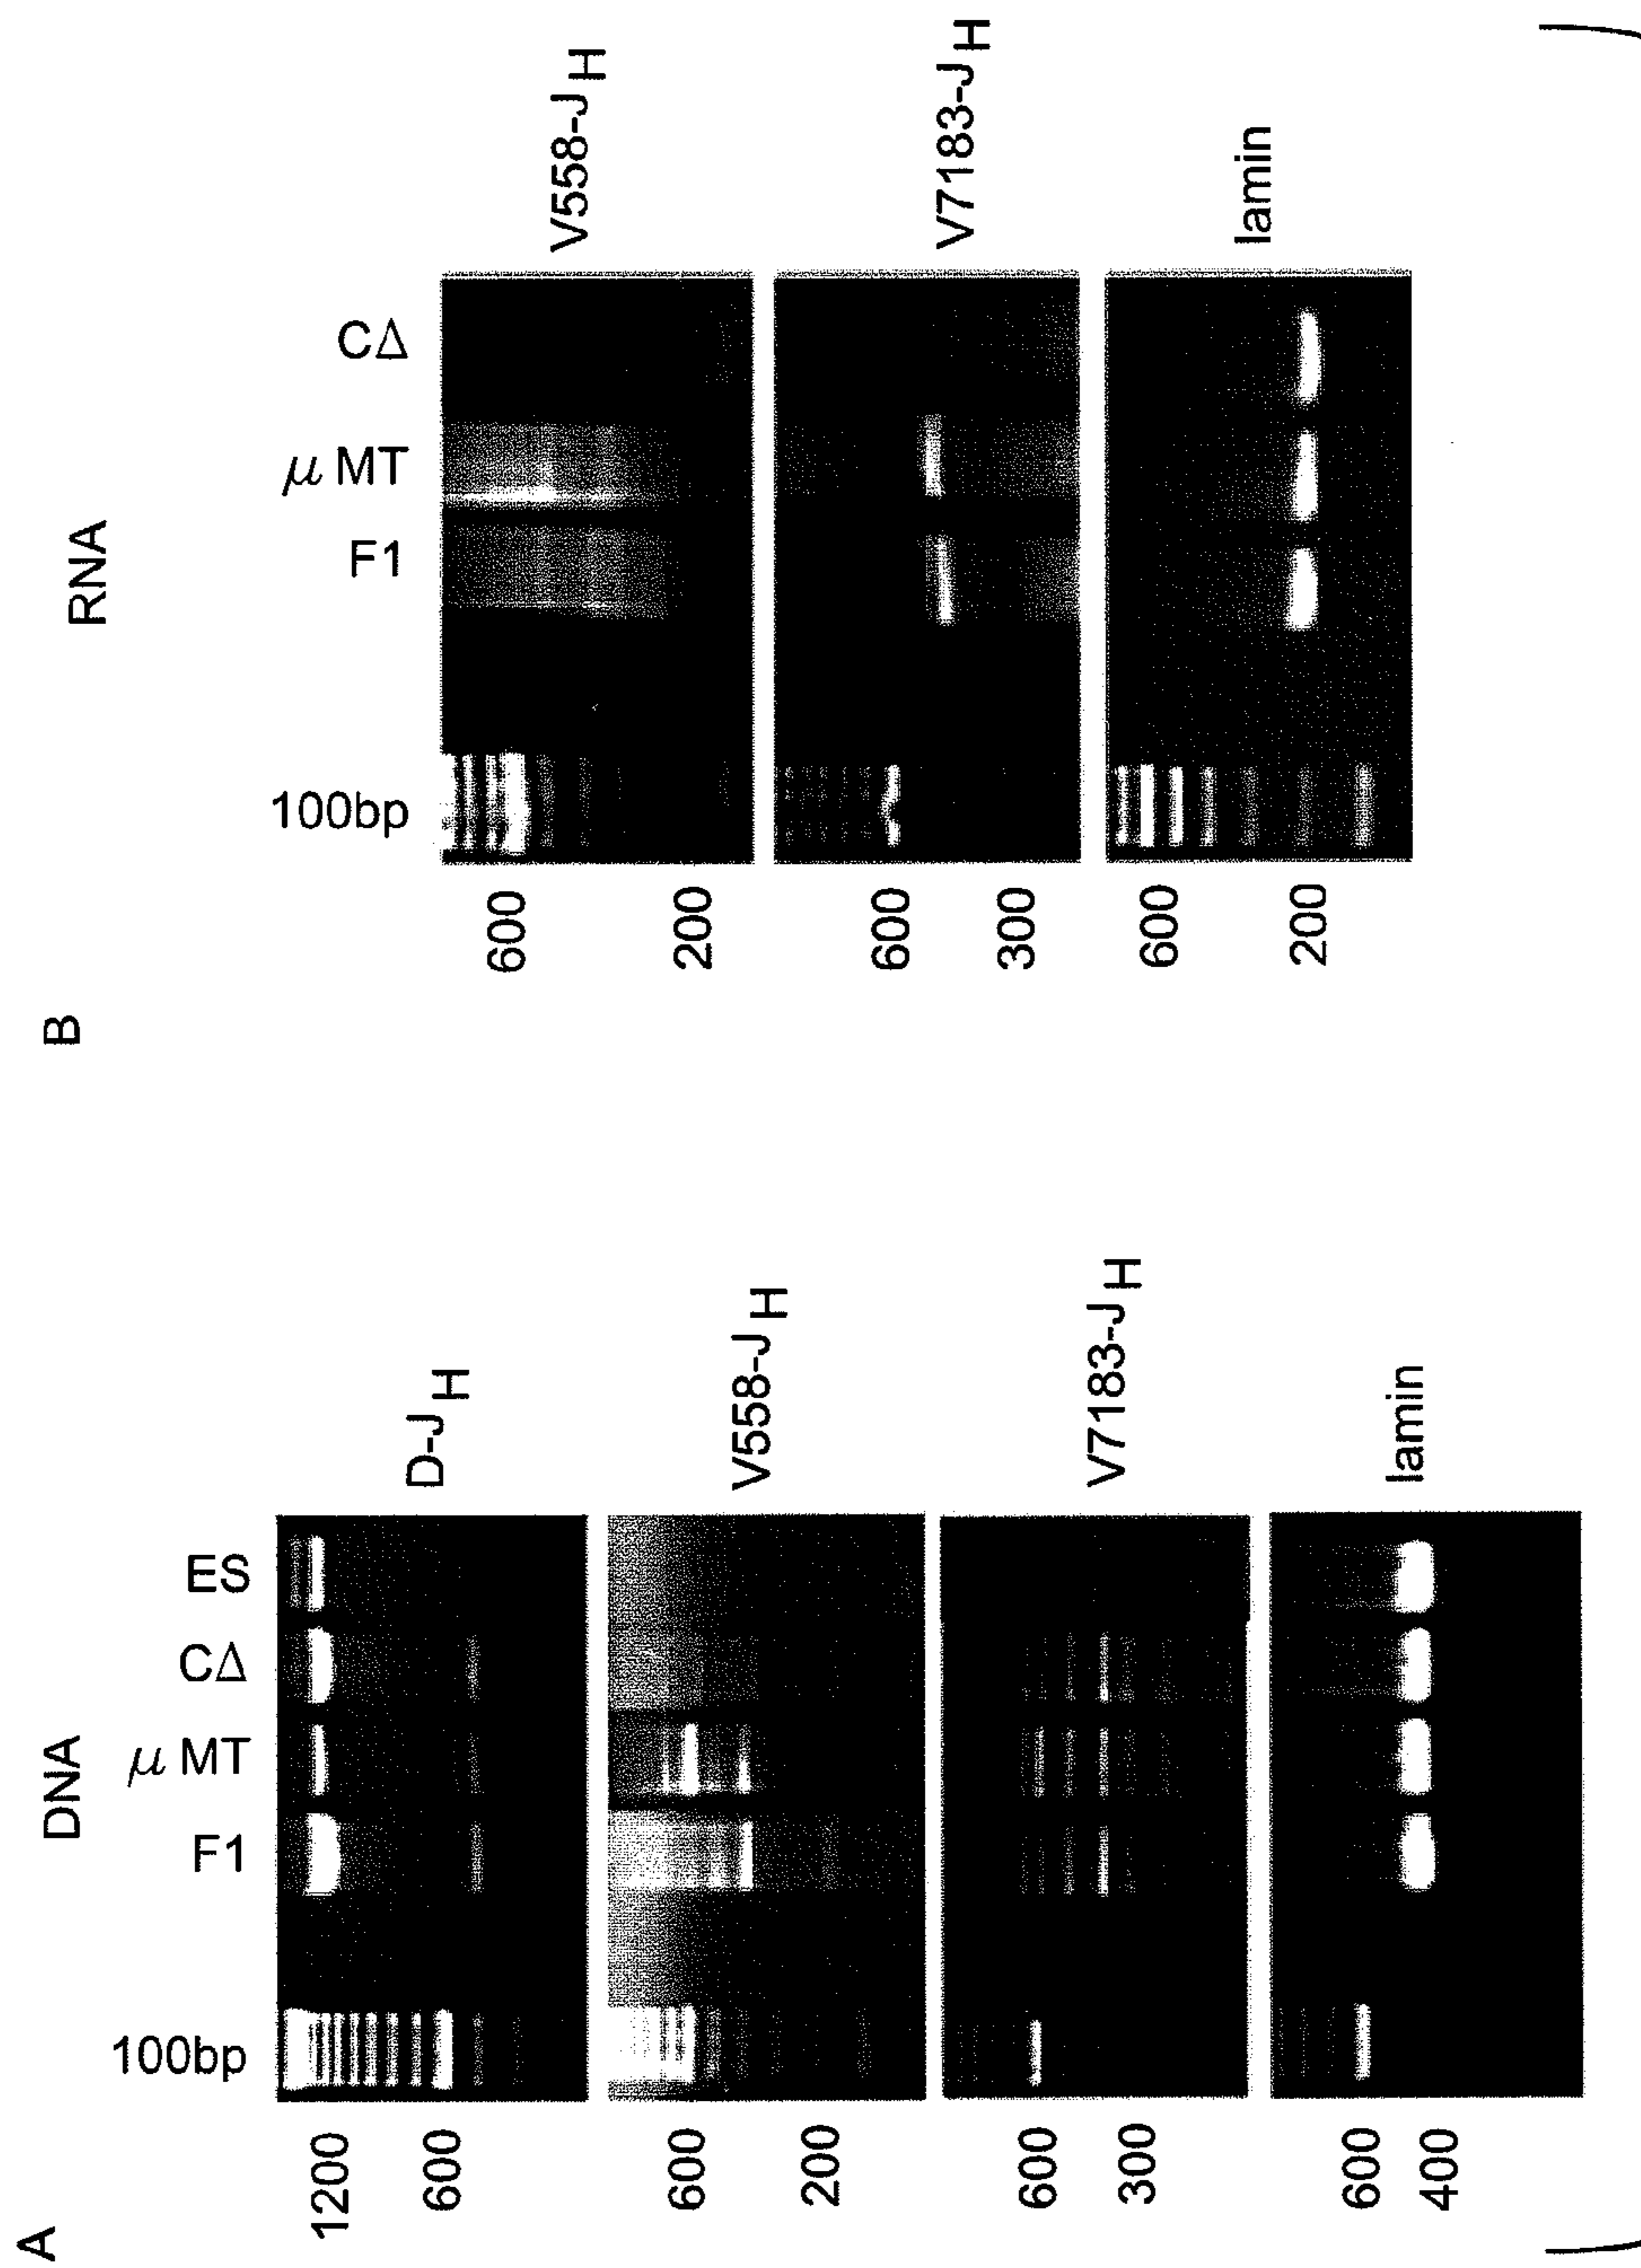 A
DNA
100bp F1 μMT CΔ ES
1200
600
D-JH
600
200
V558-JH
600
300
V7183-JH
600
400
lamin
B
RNA
100bp F1 μMT CΔ
600
200
V558-JH
600
300
V7183-JH
600
200
lamin